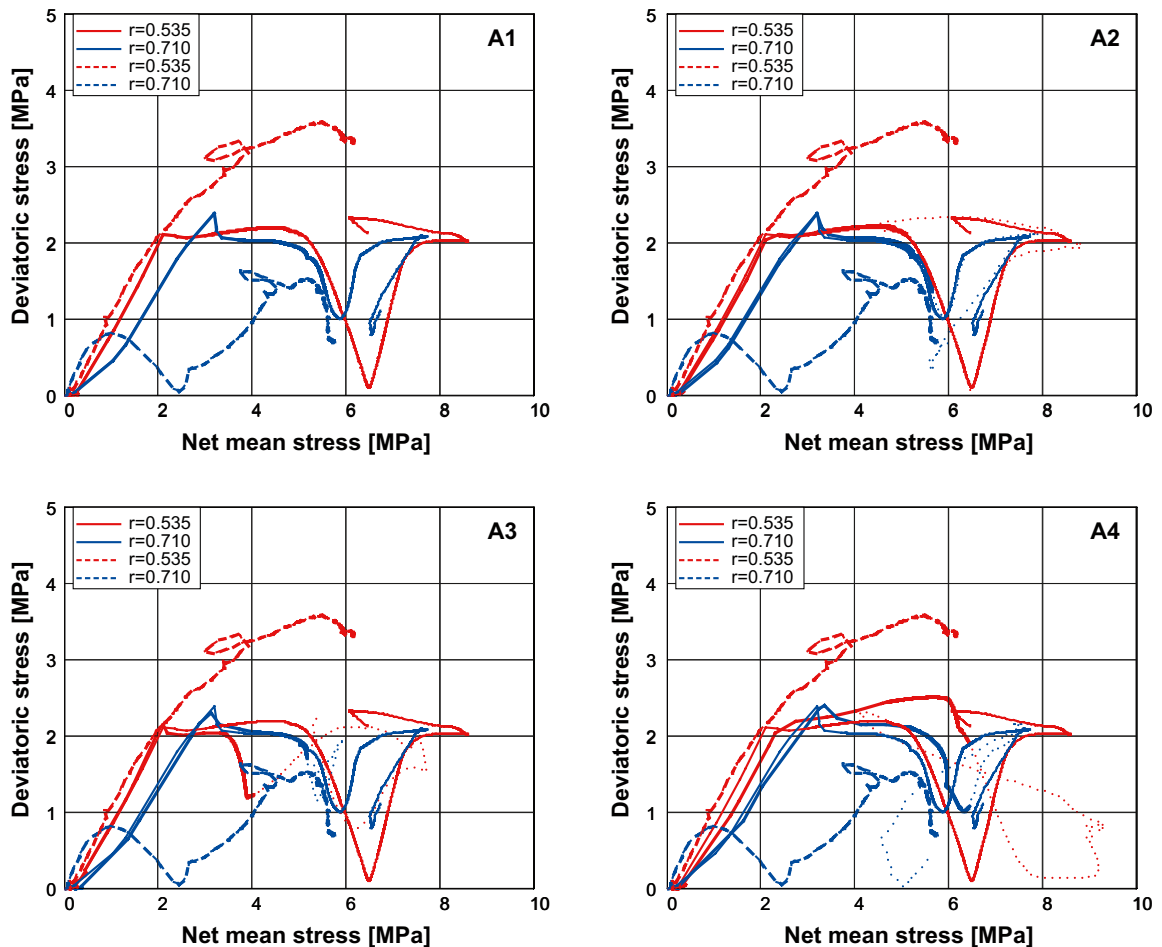 5
4
3
2
1
0
Deviatoric stress [MPa]
r=0.535
r=0.710
r=0.535
r=0.710
A1
0 2 4 6 8 10
Net mean stress [MPa]
5
4
3
2
1
0
Deviatoric stress [MPa]
r=0.535
r=0.710
r=0.535
r=0.710
A2
0 2 4 6 8 10
Net mean stress [MPa]
5
4
3
2
1
0
Deviatoric stress [MPa]
r=0.535
r=0.710
r=0.535
r=0.710
A3
0 2 4 6 8 10
Net mean stress [MPa]
5
4
3
2
1
0
Deviatoric stress [MPa]
r=0.535
r=0.710
r=0.535
r=0.710
A4
0 2 4 6 8 10
Net mean stress [MPa]